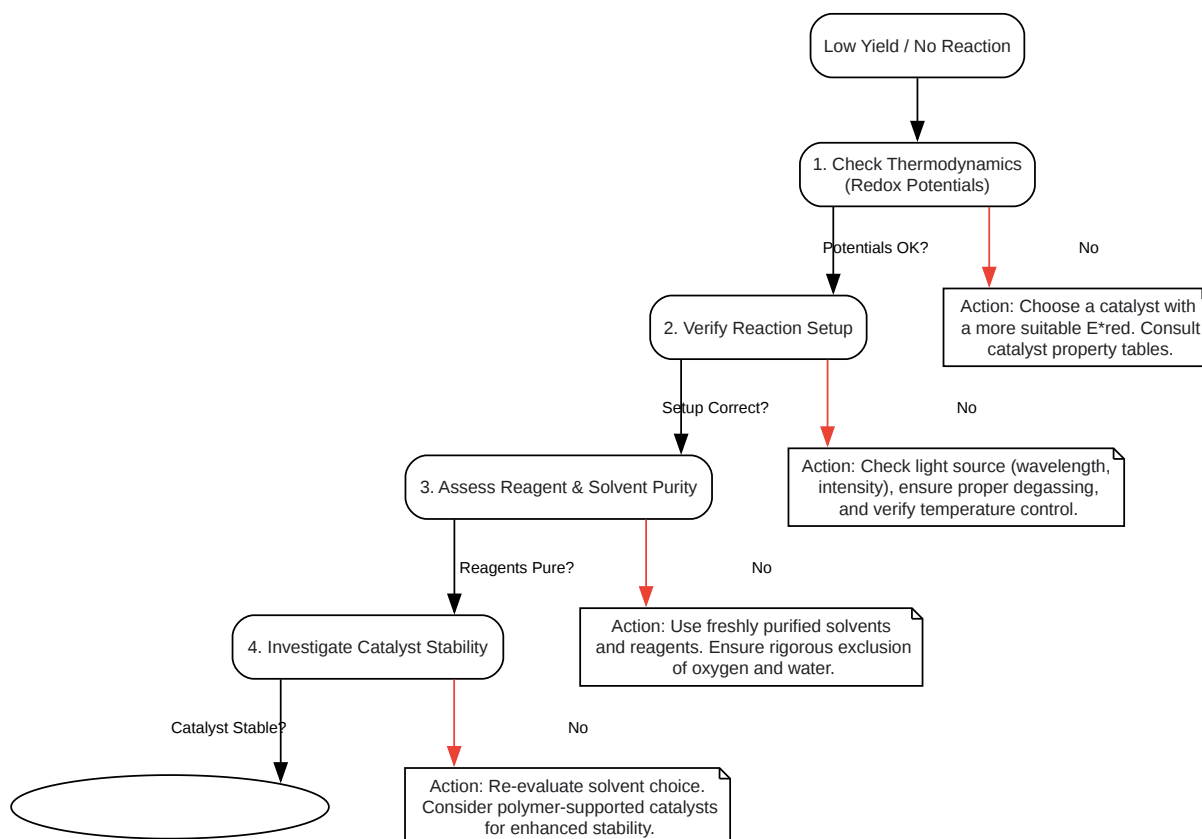 Low Yield / No Reaction
1. Check Thermodynamics
(Redox Potentials)
Potentials OK?
No
Action: Choose a catalyst with
a more suitable E*red. Consult
catalyst property tables.
2. Verify Reaction Setup
Setup Correct?
No
Action: Check light source (wavelength,
intensity), ensure proper degassing,
and verify temperature control.
3. Assess Reagent & Solvent Purity
Reagents Pure?
No
Action: Use freshly purified solvents
and reagents. Ensure rigorous exclusion
of oxygen and water.
4. Investigate Catalyst Stability
Catalyst Stable?
No
Action: Re-evaluate solvent choice.
Consider polymer-supported catalysts
for enhanced stability.